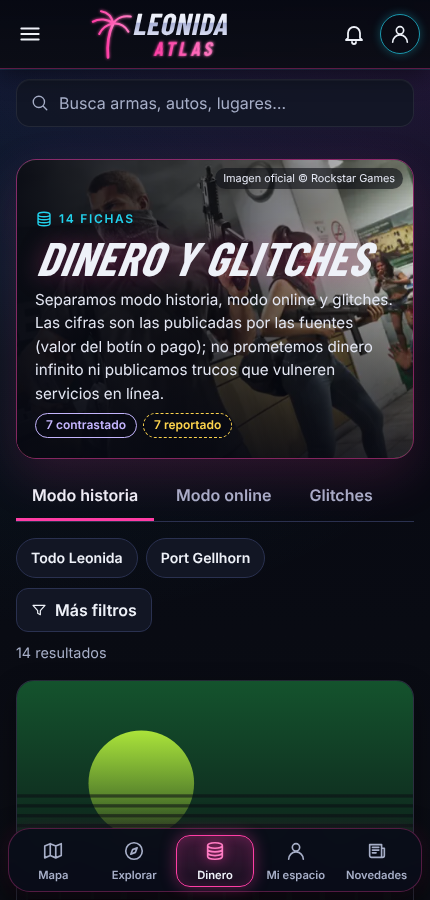 LEONIDA
ATLAS
Busca armas, autos, lugares...
Imagen oficial © Rockstar Games
14 FICHAS
DINERO Y GLITCHES
Separamos modo historia, modo online y glitches.
Las cifras son las publicadas por las fuentes
(valor del botín o pago); no prometemos dinero
infinito ni publicamos trucos que vulneren
servicios en línea.
7 contrastado 7 reportado
Modo historia Modo online Glitches
Todo Leonida Port Gellhorn
Más filtros
14 resultados
Mapa Explorar Dinero Mi espacio Novedades